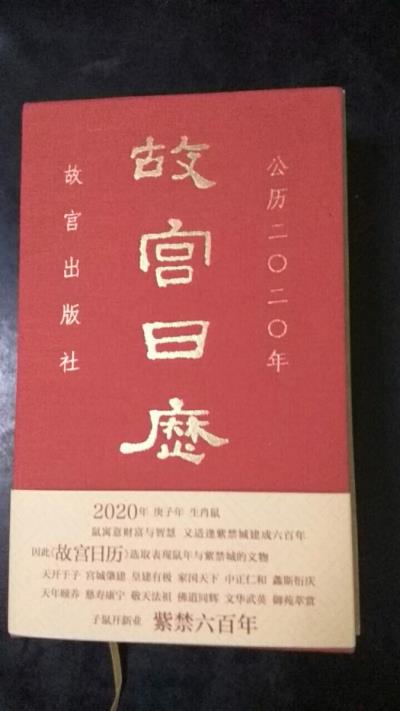 公历二〇二〇年
故宫日历
故宫出版社
2020年 庚子年 生肖鼠
鼠寓意财富与智慧 又适逢紫禁城建成六百年
因此《故宫日历》选取表现鼠年与紫禁城的文物
天开于子 宫城肇建 皇建有极 家国天下 中正仁和 螽斯衍庆
天年颐养 慈寿康宁 敬天法祖 佛道同辉 文华武英 御苑萃赏
子鼠开新业 紫禁六百年